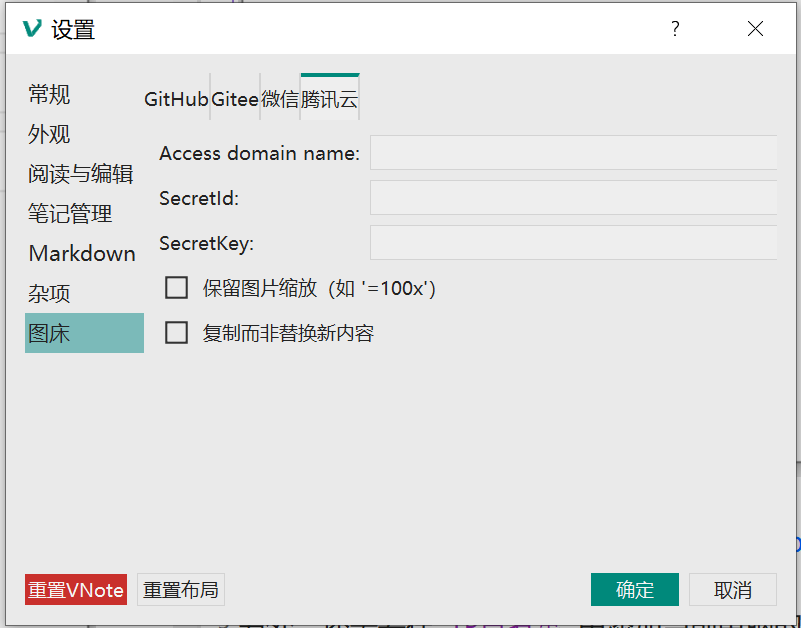 设置
常规
外观
阅读与编辑
笔记管理
Markdown
杂项
图床
GitHub Gitee 微信 腾讯云
Access domain name:
SecretId:
SecretKey:
保留图片缩放（如 '=100x'）
复制而非替换新内容
重置VNote 重置布局 确定 取消